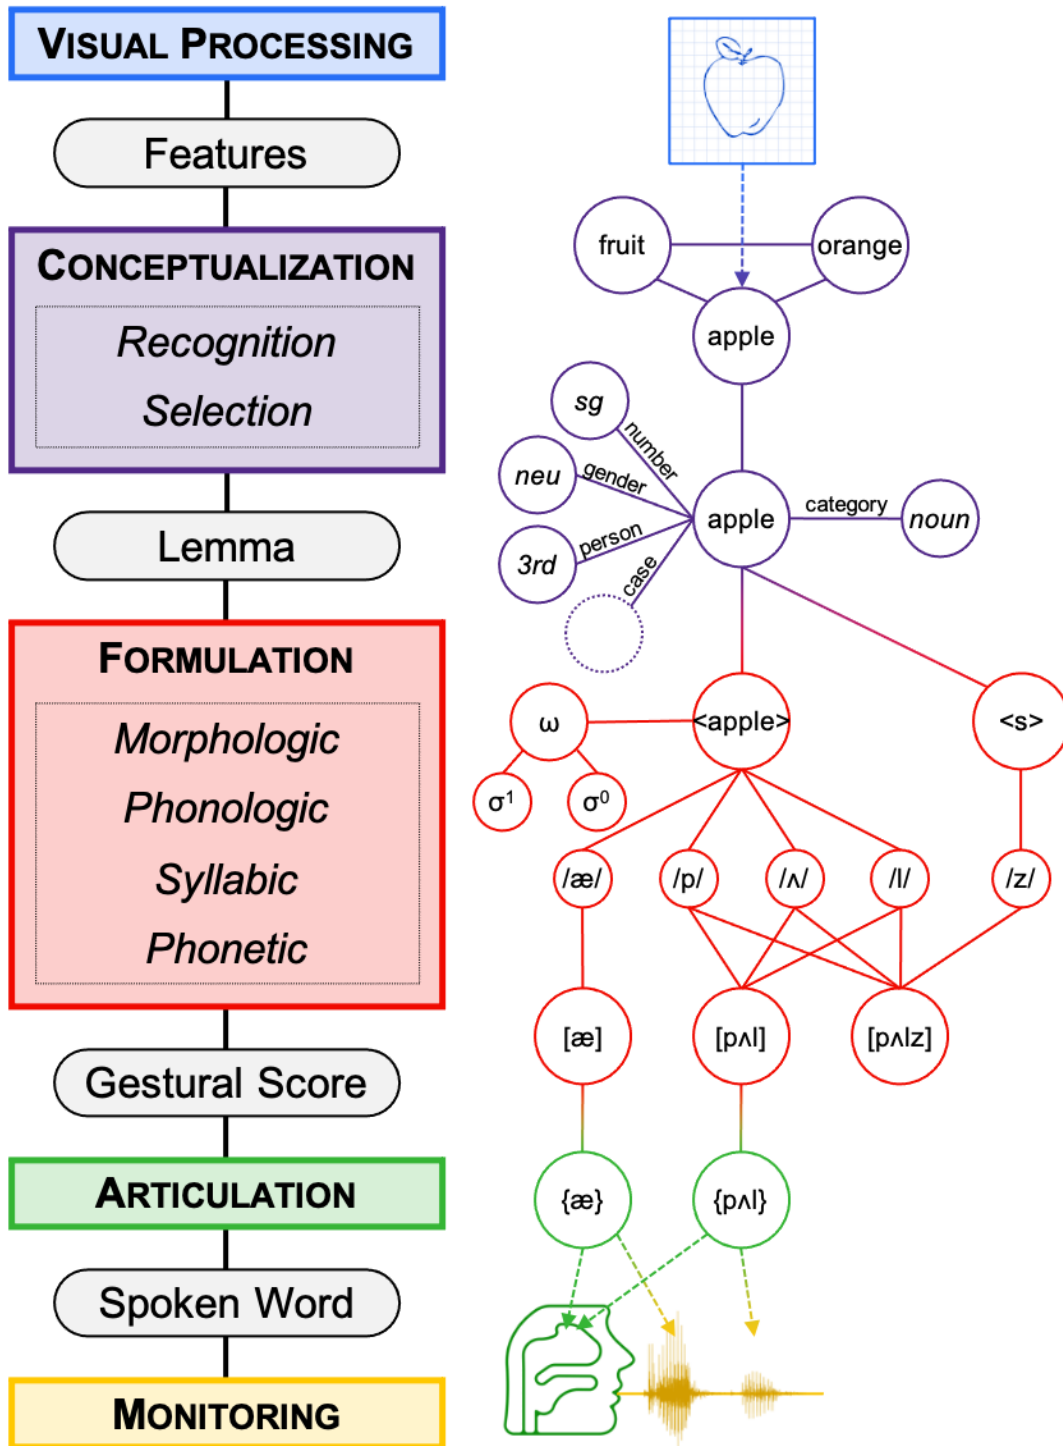 VISUAL PROCESSING
Features
CONCEPTUALIZATION
Recognition
Selection
Lemma
FORMULATION
Morphologic
Phonologic
Syllabic
Phonetic
Gestural Score
ARTICULATION
Spoken Word
MONITORING
fruit
orange
apple
sg
number
neu
gender
apple
category
noun
3rd
person
case
ω
<apple>
<s>
σ¹
σ⁰
/æ/
/p/
/ʌ/
/l/
/z/
[æ]
[pʌl]
[pʌlz]
{æ}
{pʌl}